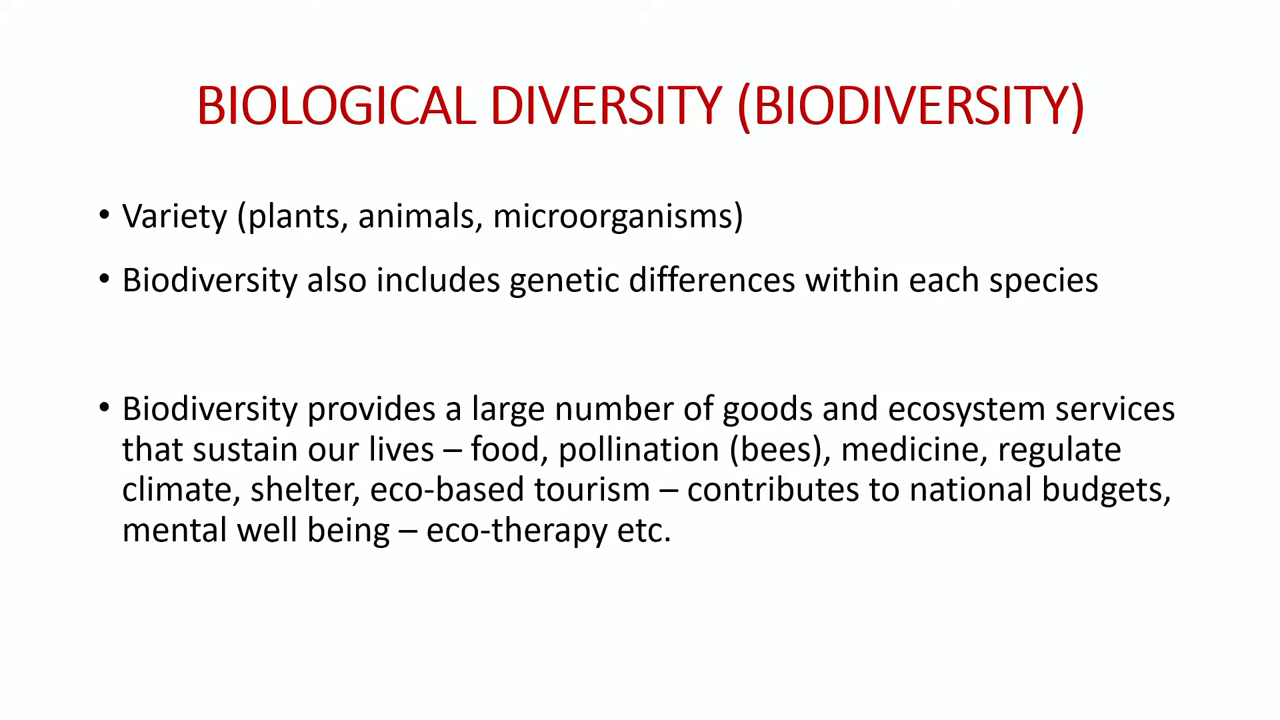 BIOLOGICAL DIVERSITY (BIODIVERSITY)
• Variety (plants, animals, microorganisms)
• Biodiversity also includes genetic differences within each species
• Biodiversity provides a large number of goods and ecosystem services
that sustain our lives – food, pollination (bees), medicine, regulate
climate, shelter, eco-based tourism – contributes to national budgets,
mental well being – eco-therapy etc.